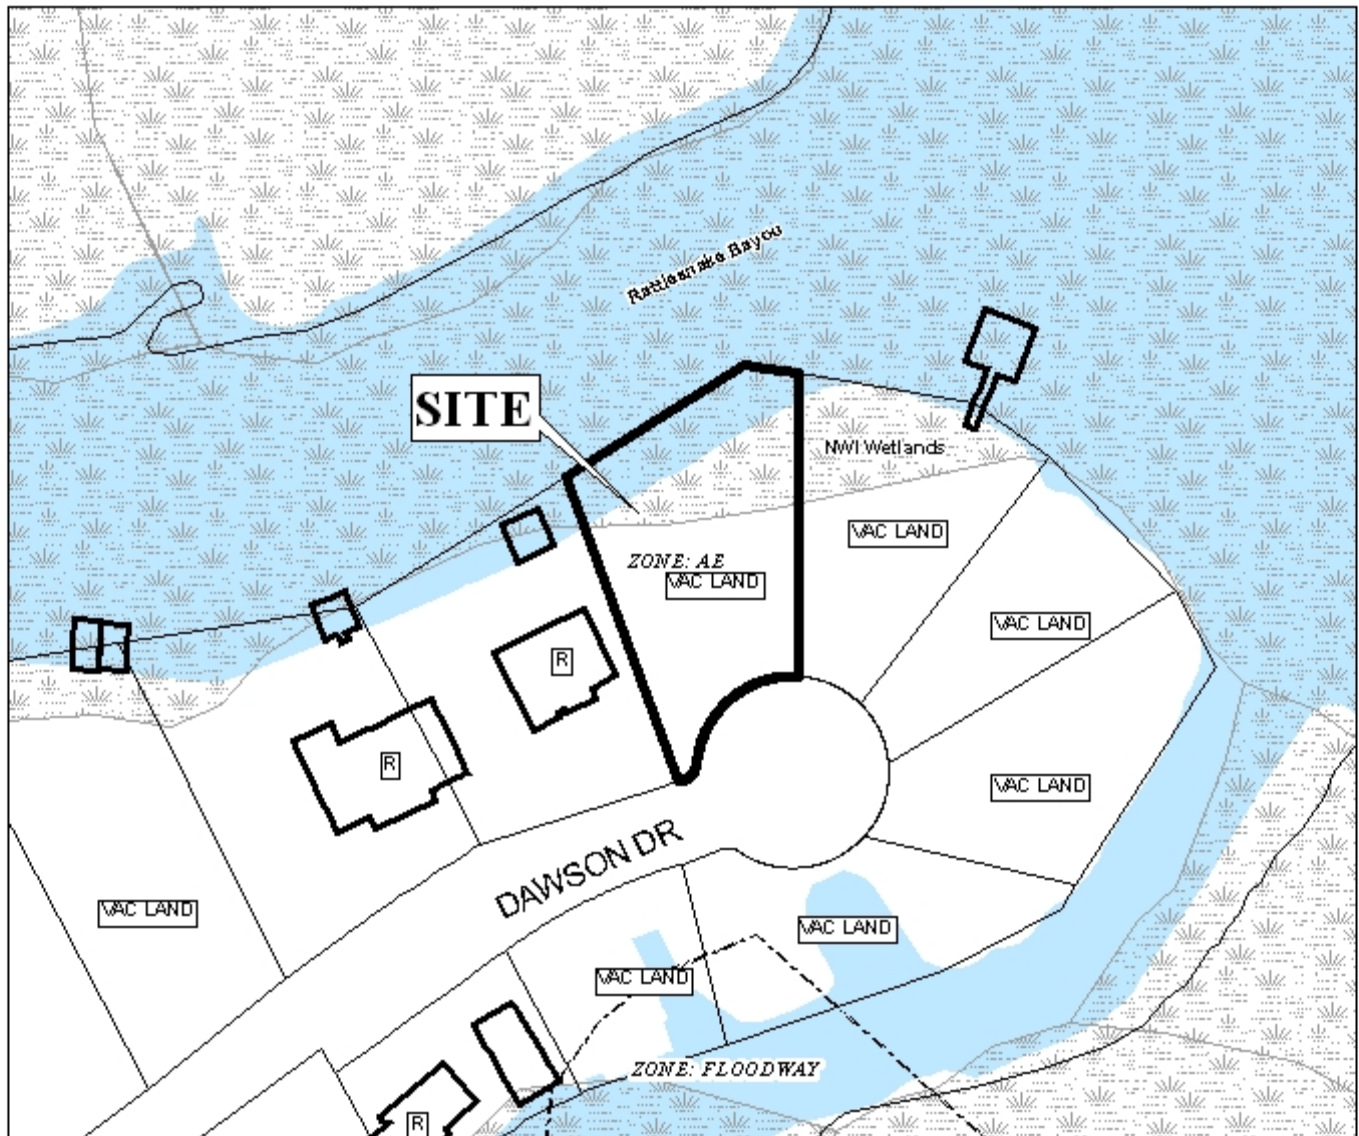 Rattlesnake Bayou
SITE
NWI Wetlands
VAC LAND
ZONE: AE
VAC LAND
VAC LAND
R
R
VAC LAND
DAWSON DR
VAC LAND
VAC LAND
VAC LAND
ZONE: FLOODWAY
R